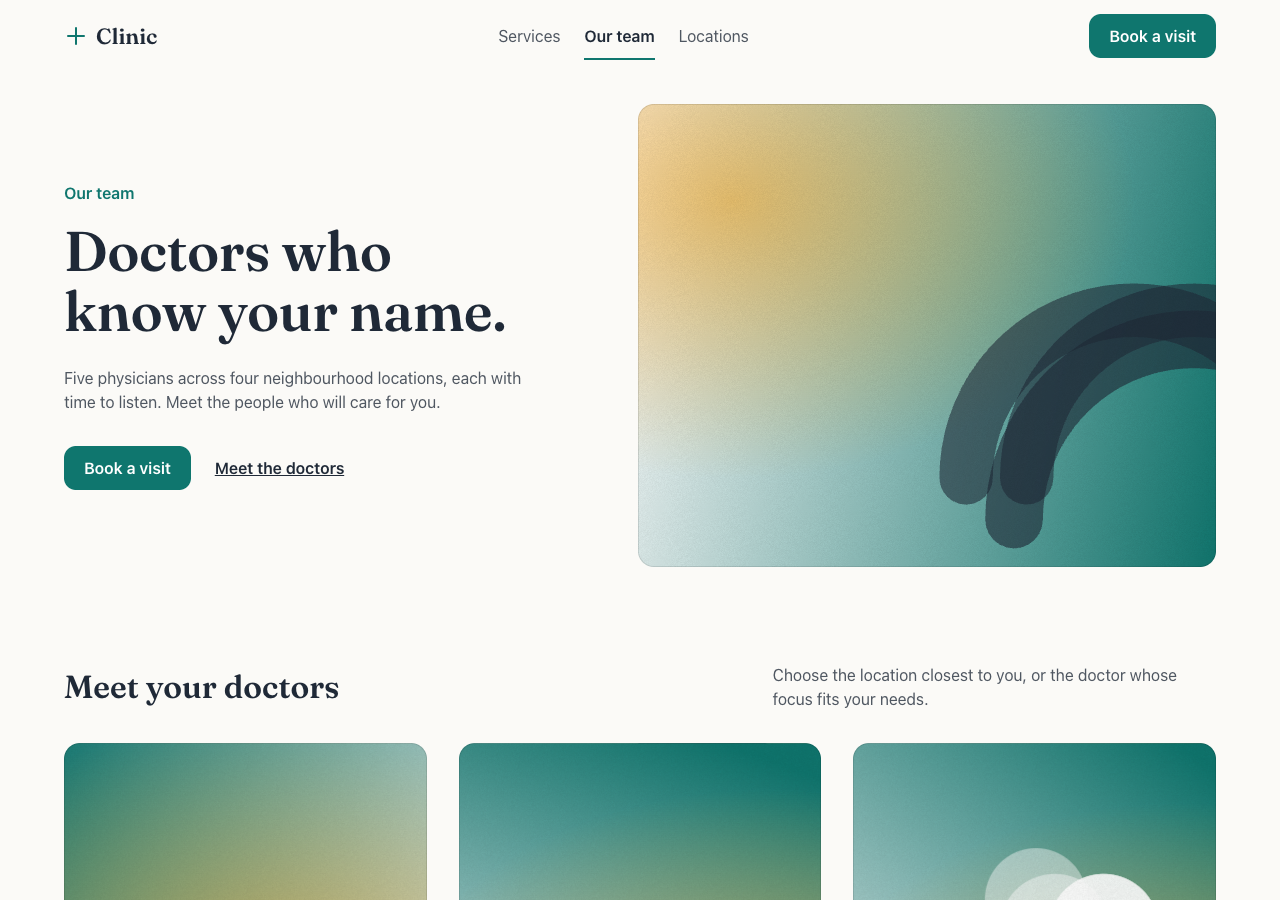 Clinic
Services
Our team
Locations
Book a visit
Our team
Doctors who
know your name.
Five physicians across four neighbourhood locations, each with
time to listen. Meet the people who will care for you.
Book a visit
Meet the doctors
Meet your doctors
Choose the location closest to you, or the doctor whose
focus fits your needs.